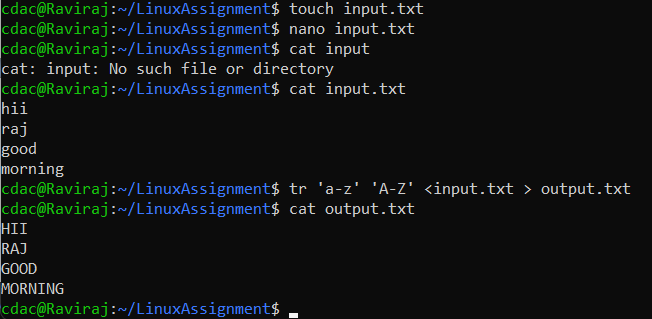 cdac@Raviraj:~/LinuxAssignment$ touch input.txt
cdac@Raviraj:~/LinuxAssignment$ nano input.txt
cdac@Raviraj:~/LinuxAssignment$ cat input
cat: input: No such file or directory
cdac@Raviraj:~/LinuxAssignment$ cat input.txt
hii
raj
good
morning
cdac@Raviraj:~/LinuxAssignment$ tr 'a-z' 'A-Z' <input.txt > output.txt
cdac@Raviraj:~/LinuxAssignment$ cat output.txt
HII
RAJ
GOOD
MORNING
cdac@Raviraj:~/LinuxAssignment$